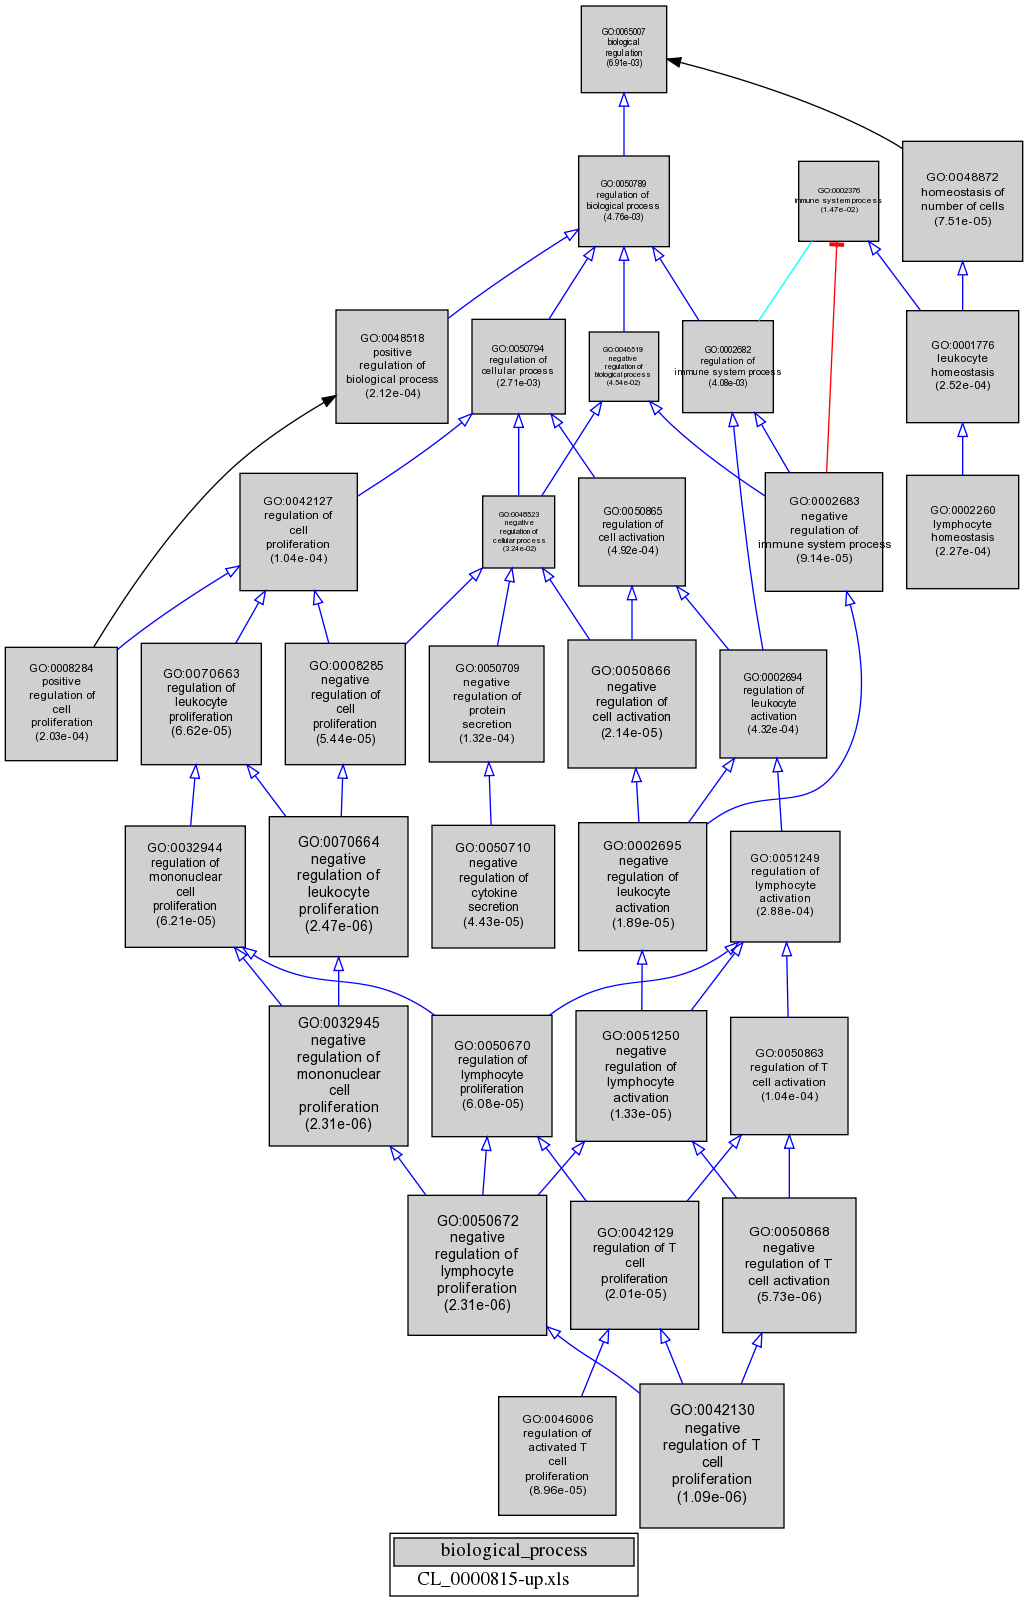 GO:0065007
biological
regulation
(6.91e-03)
GO:0050789
regulation of
biological process
(4.76e-03)
GO:0002376
immune system process
(1.47e-02)
GO:0048872
homeostasis of
number of cells
(7.51e-05)
GO:0048518
positive
regulation of
biological process
(2.12e-04)
GO:0050794
regulation of
cellular process
(2.71e-03)
GO:0048519
negative
regulation of
biological process
(4.54e-02)
GO:0002682
regulation of
immune system process
(4.08e-03)
GO:0001776
leukocyte
homeostasis
(2.52e-04)
GO:0042127
regulation of
cell
proliferation
(1.04e-04)
GO:0048523
negative
regulation of
cellular process
(3.24e-02)
GO:0050865
regulation of
cell activation
(4.92e-04)
GO:0002683
negative
regulation of
immune system process
(9.14e-05)
GO:0002260
lymphocyte
homeostasis
(2.27e-04)
GO:0008284
positive
regulation of
cell
proliferation
(2.03e-04)
GO:0070663
regulation of
leukocyte
proliferation
(6.62e-05)
GO:0008285
negative
regulation of
cell
proliferation
(5.44e-05)
GO:0050709
negative
regulation of
protein
secretion
(1.32e-04)
GO:0050866
negative
regulation of
cell activation
(2.14e-05)
GO:0002694
regulation of
leukocyte
activation
(4.32e-04)
GO:0032944
regulation of
mononuclear
cell
proliferation
(6.21e-05)
GO:0070664
negative
regulation of
leukocyte
proliferation
(2.47e-06)
GO:0050710
negative
regulation of
cytokine
secretion
(4.43e-05)
GO:0002695
negative
regulation of
leukocyte
activation
(1.89e-05)
GO:0051249
regulation of
lymphocyte
activation
(2.88e-04)
GO:0032945
negative
regulation of
mononuclear
cell
proliferation
(2.31e-06)
GO:0050670
regulation of
lymphocyte
proliferation
(6.08e-05)
GO:0051250
negative
regulation of
lymphocyte
activation
(1.33e-05)
GO:0050863
regulation of T
cell activation
(1.04e-04)
GO:0050672
negative
regulation of
lymphocyte
proliferation
(2.31e-06)
GO:0042129
regulation of T
cell
proliferation
(2.01e-05)
GO:0050868
negative
regulation of T
cell activation
(5.73e-06)
GO:0046006
regulation of
activated T
cell
proliferation
(8.96e-05)
GO:0042130
negative
regulation of T
cell
proliferation
(1.09e-06)
biological_process
CL_0000815-up.xls